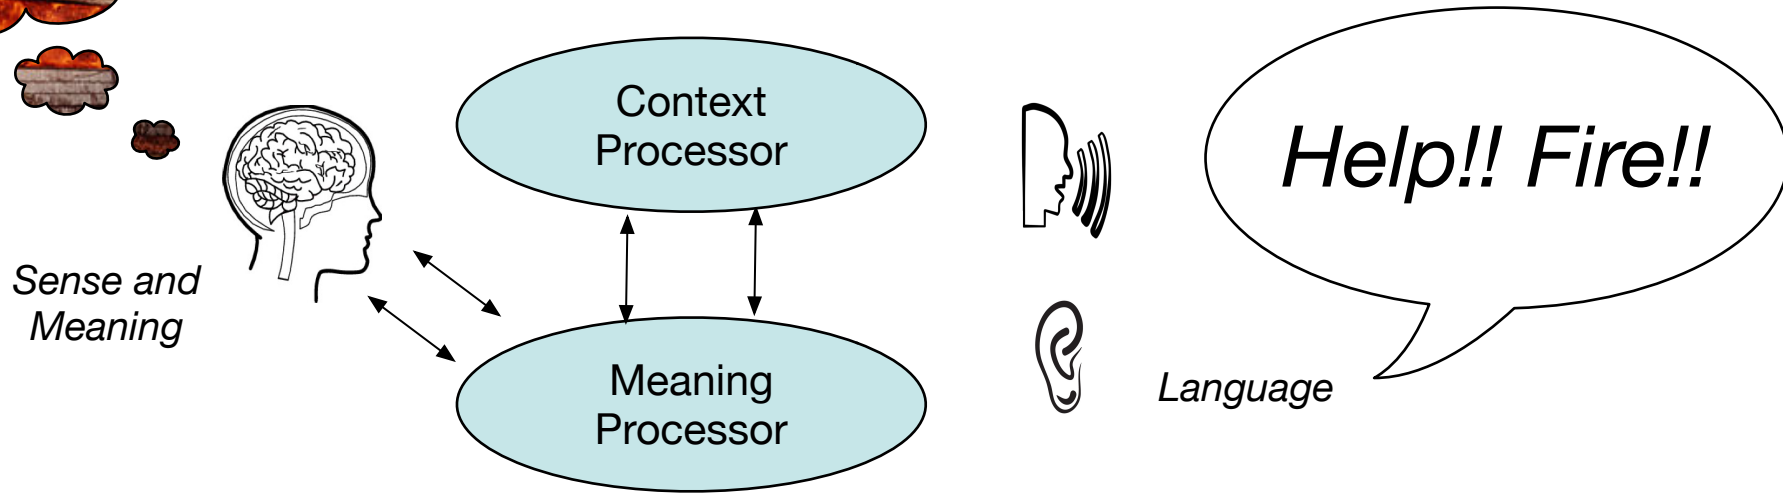 Context
Processor
Help!! Fire!!
Sense and
Meaning
Meaning
Processor
Language